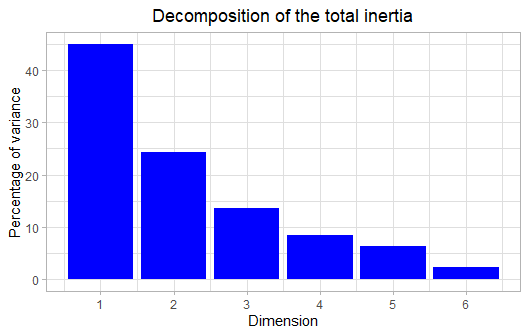 Decomposition of the total inertia
Percentage of variance
40
30
20
10
0
1 2 3 4 5 6
Dimension